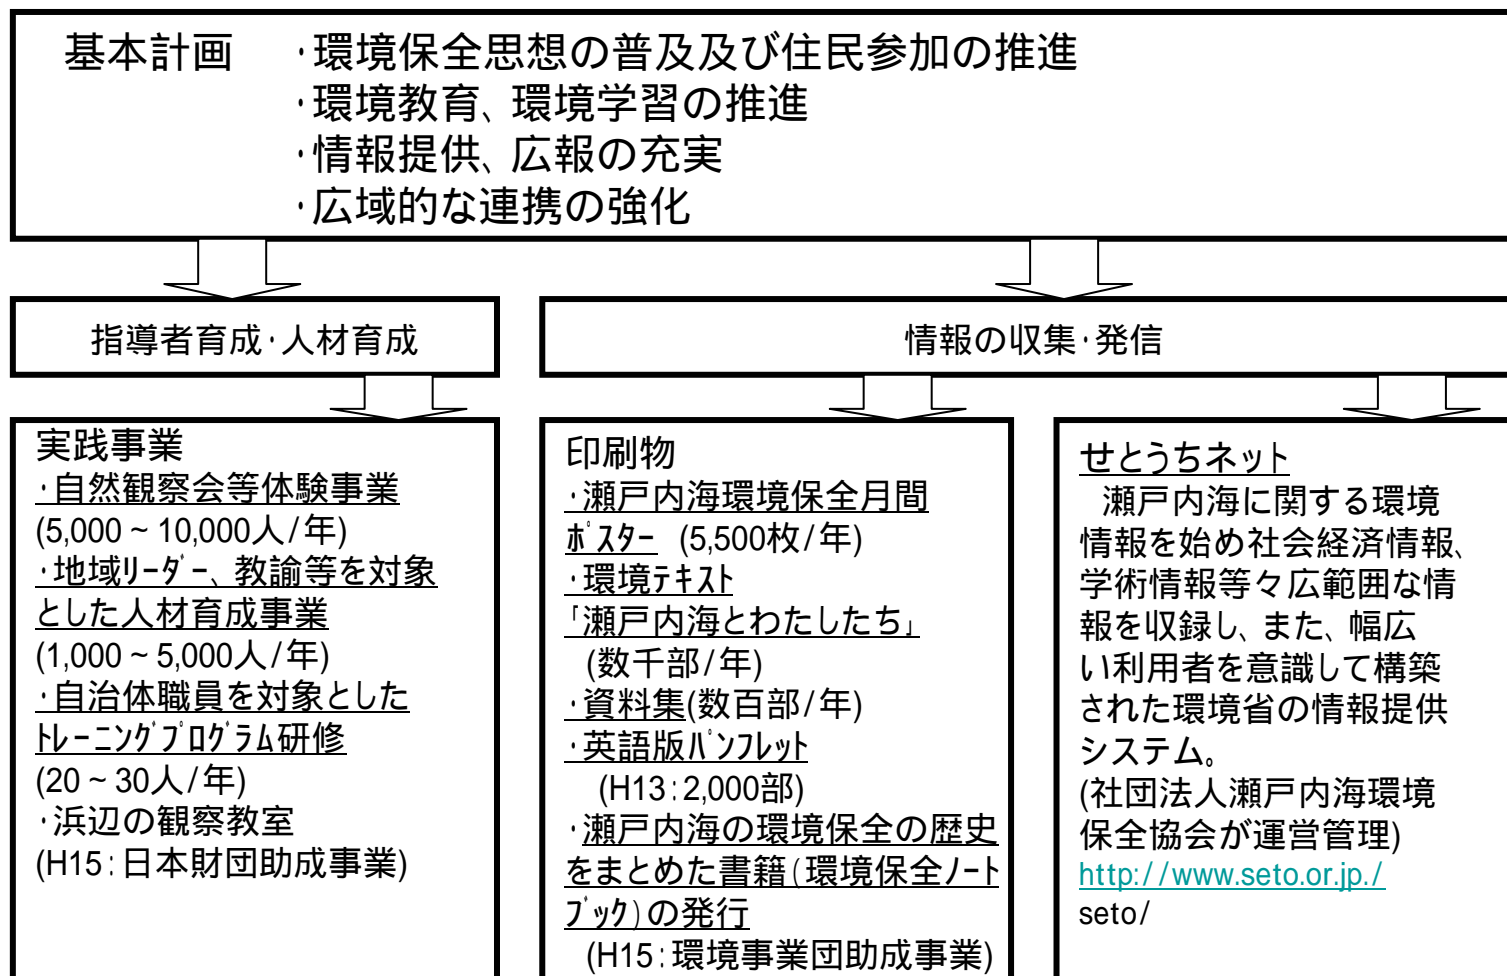 基本計画 ･環境保全思想の普及及び住民参加の推進
･環境教育、環境学習の推進
･情報提供、広報の充実
･広域的な連携の強化
指導者育成･人材育成
情報の収集･発信
実践事業
･自然観察会等体験事業
(5,000～10,000人/年)
･地域ﾘｰﾀﾞｰ、教諭等を対象
とした人材育成事業
(1,000～5,000人/年)
･自治体職員を対象とした
ﾄﾚｰﾆﾝｸﾞﾌﾟﾛｸﾞﾗﾑ研修
(20～30人/年)
･浜辺の観察教室
(H15:日本財団助成事業)
印刷物
･瀬戸内海環境保全月間
ﾎﾟｽﾀｰ (5,500枚/年)
･環境ﾃｷｽﾄ
｢瀬戸内海とわたしたち｣
(数千部/年)
･資料集(数百部/年)
･英語版ﾊﾟﾝﾌﾚｯﾄ
(H13:2,000部)
･瀬戸内海の環境保全の歴史
をまとめた書籍(環境保全ﾉｰﾄ
ﾌﾞｯｸ)の発行
(H15:環境事業団助成事業)
せとうちネット
瀬戸内海に関する環境
情報を始め社会経済情報、
学術情報等々広範囲な情
報を収録し、また、幅広
い利用者を意識して構築
された環境省の情報提供
システム。
(社団法人瀬戸内海環境
保全協会が運営管理)
http://www.seto.or.jp./
seto/